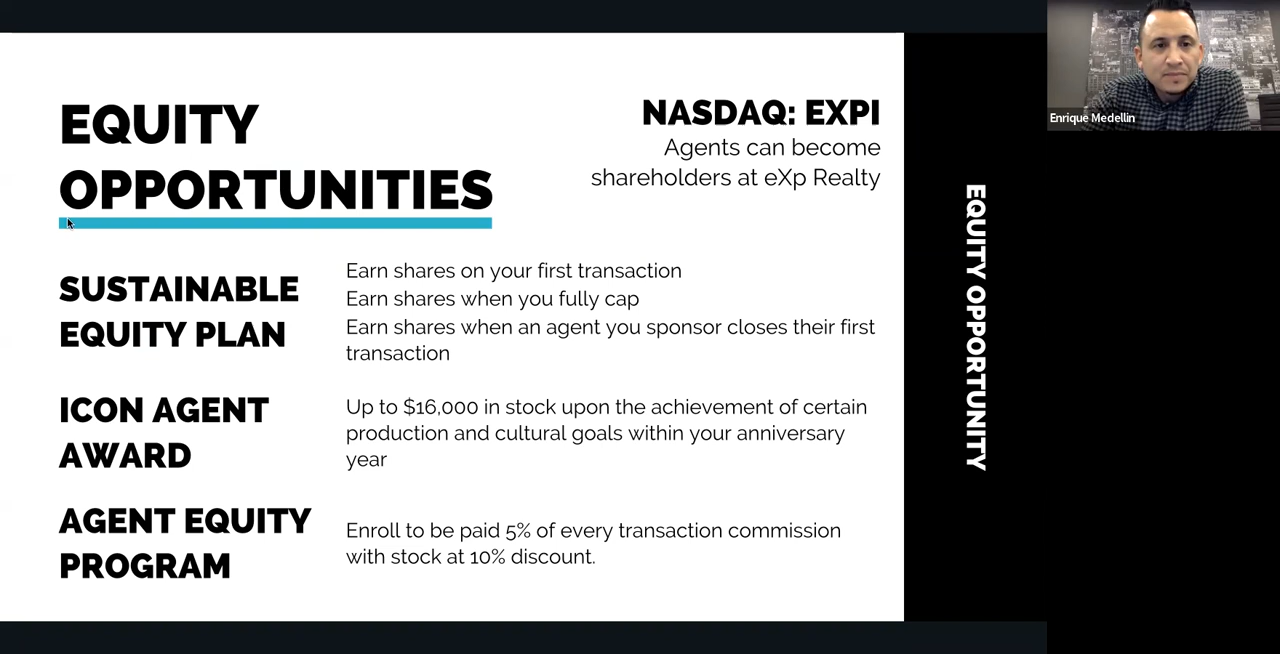 EQUITY
OPPORTUNITIES
NASDAQ: EXPI
Agents can become
shareholders at eXp Realty
SUSTAINABLE
EQUITY PLAN
Earn shares on your first transaction
Earn shares when you fully cap
Earn shares when an agent you sponsor closes their first
transaction
ICON AGENT
AWARD
Up to $16,000 in stock upon the achievement of certain
production and cultural goals within your anniversary
year
AGENT EQUITY
PROGRAM
Enroll to be paid 5% of every transaction commission
with stock at 10% discount.
EQUITY OPPORTUNITY
Enrique Medellin